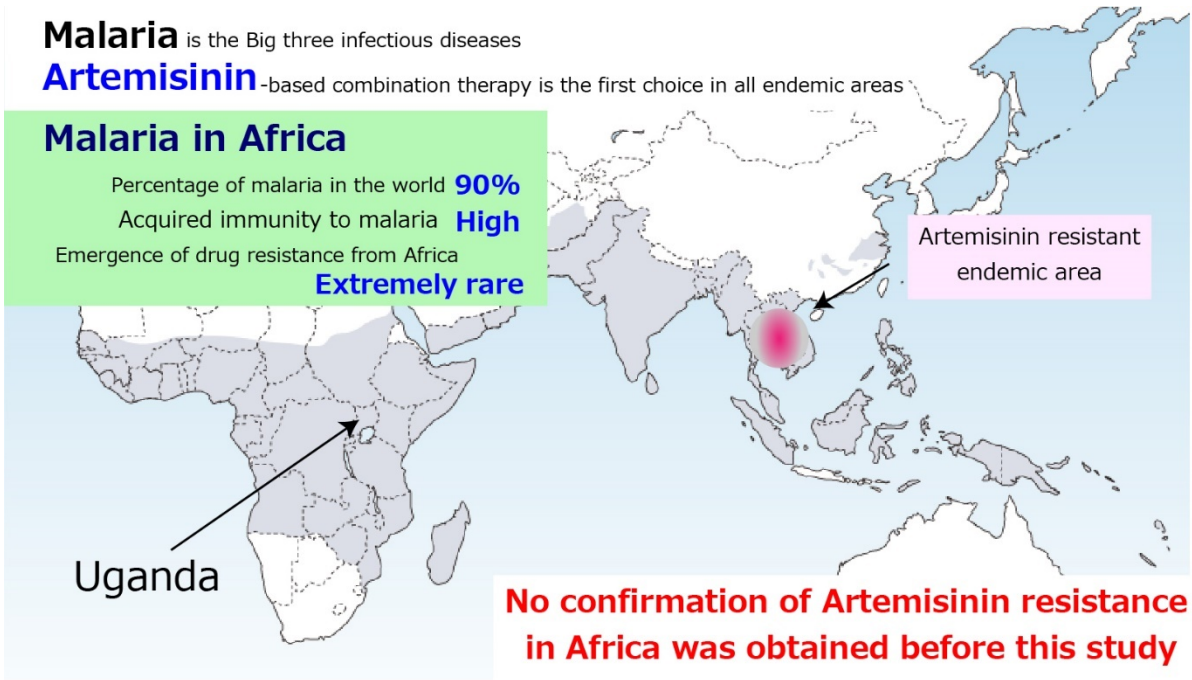 Malaria is the Big three infectious diseases
Artemisinin-based combination therapy is the first choice in all endemic areas
Malaria in Africa
Percentage of malaria in the world 90%
Acquired immunity to malaria High
Emergence of drug resistance from Africa
Extremely rare
Artemisinin resistant
endemic area
Uganda
No confirmation of Artemisinin resistance
in Africa was obtained before this study